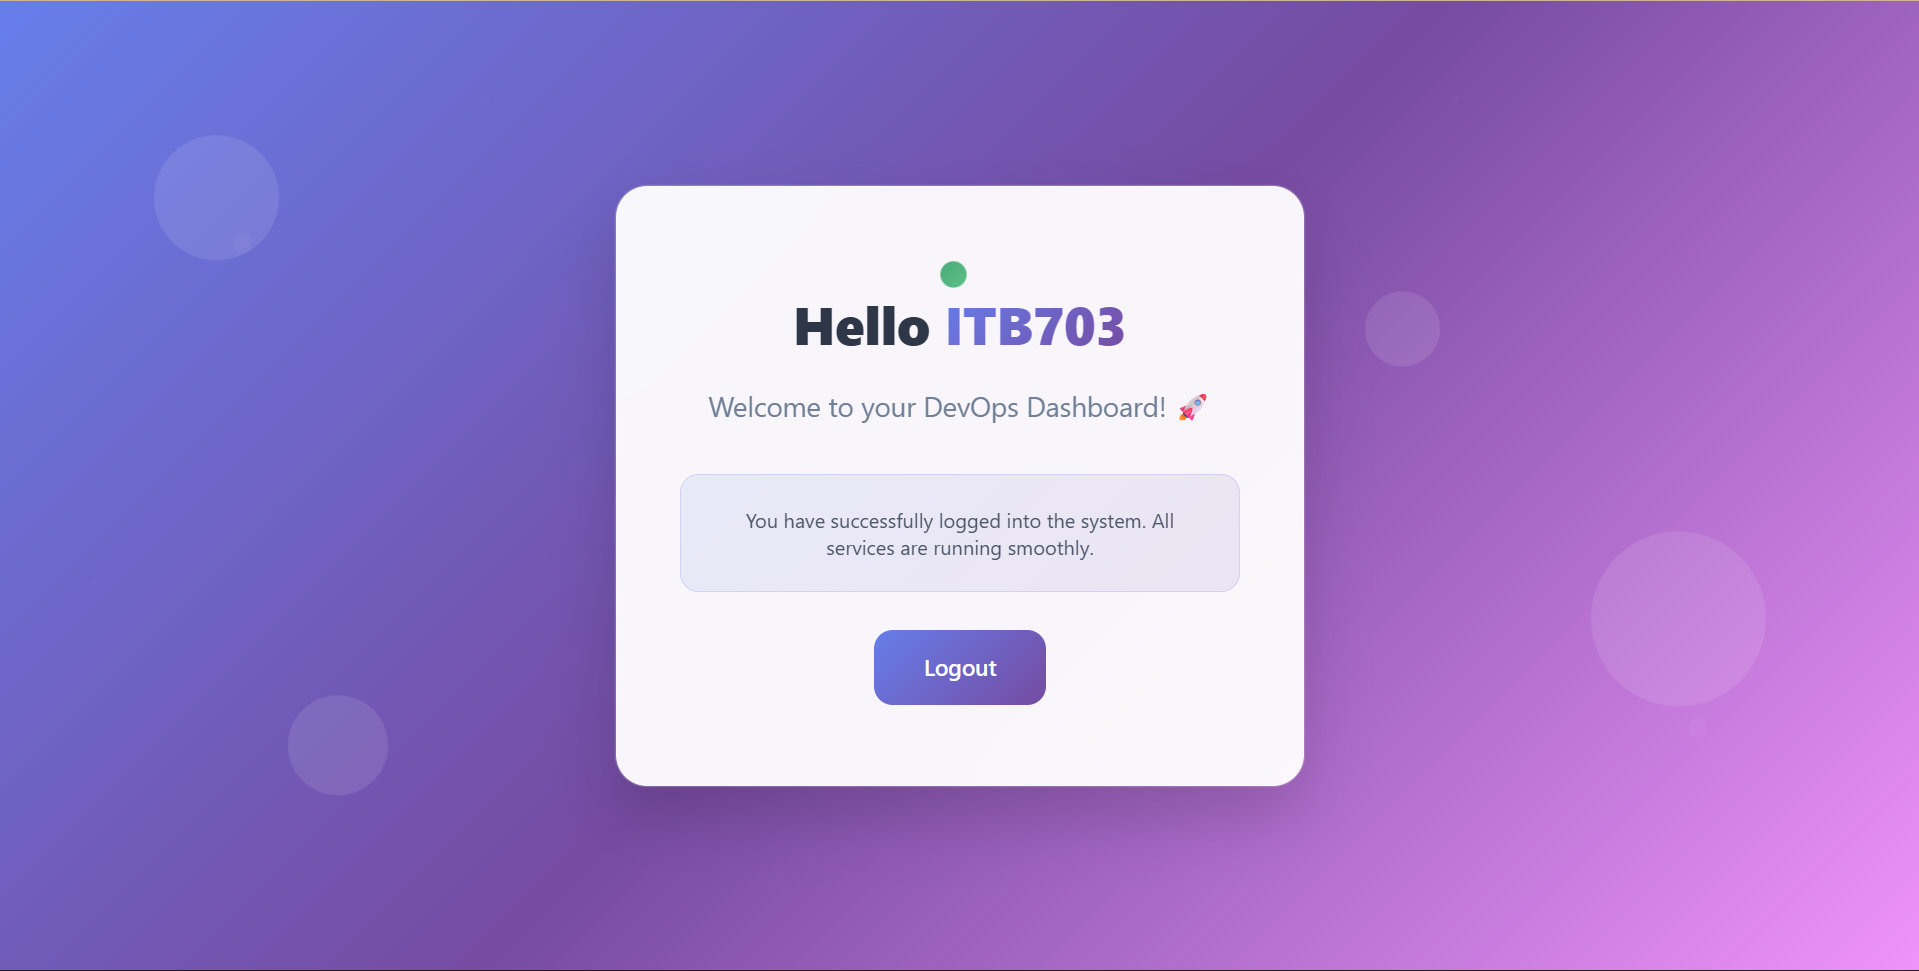 Hello ITB703
Welcome to your DevOps Dashboard! 🚀
You have successfully logged into the system. All
services are running smoothly.
Logout